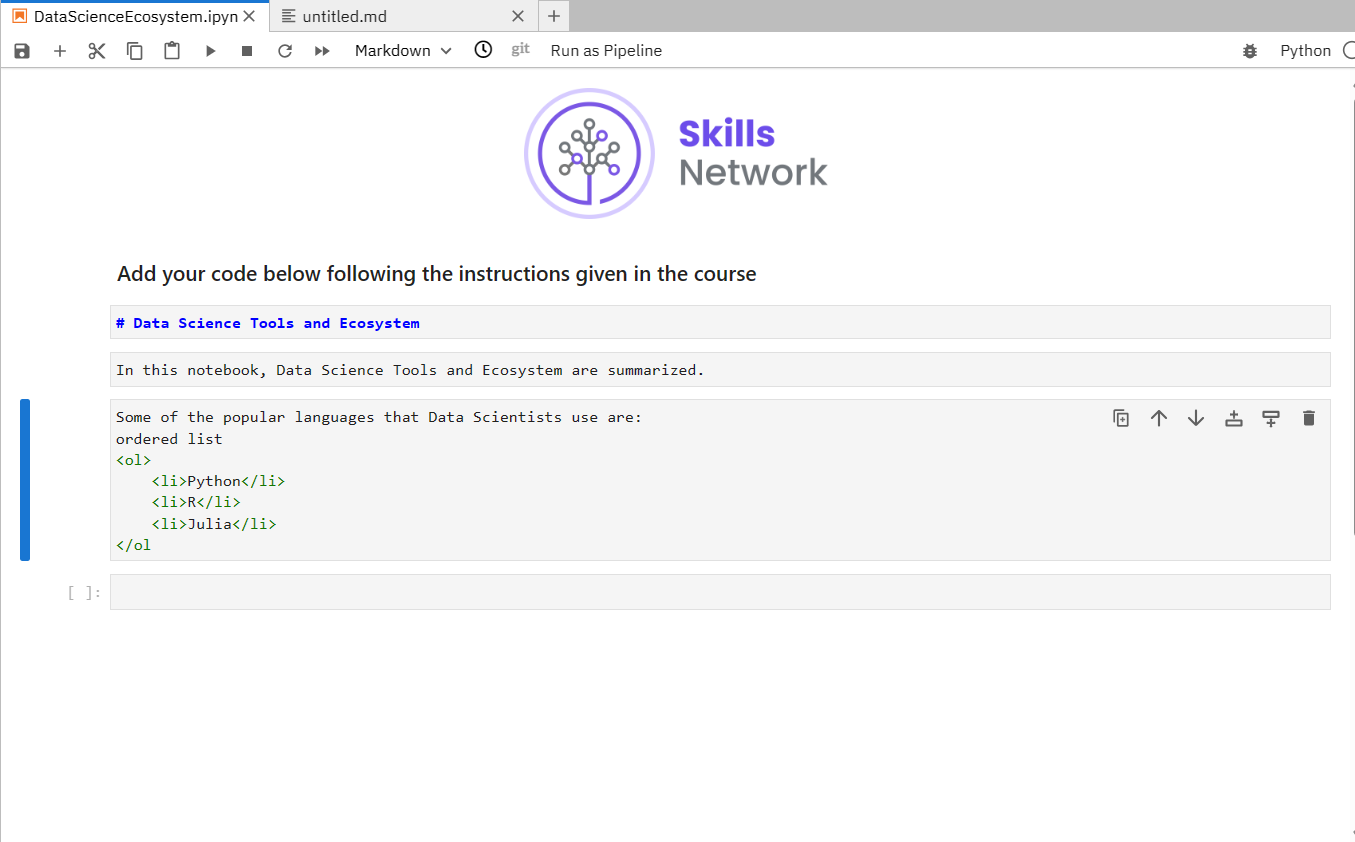 DataScienceEcosystem.ipyn
untitled.md
Markdown
git
Run as Pipeline
Python
Skills
Network
Add your code below following the instructions given in the course
# Data Science Tools and Ecosystem
In this notebook, Data Science Tools and Ecosystem are summarized.
Some of the popular languages that Data Scientists use are:
ordered list
<ol>
    <li>Python</li>
    <li>R</li>
    <li>Julia</li>
</ol
[ ]: